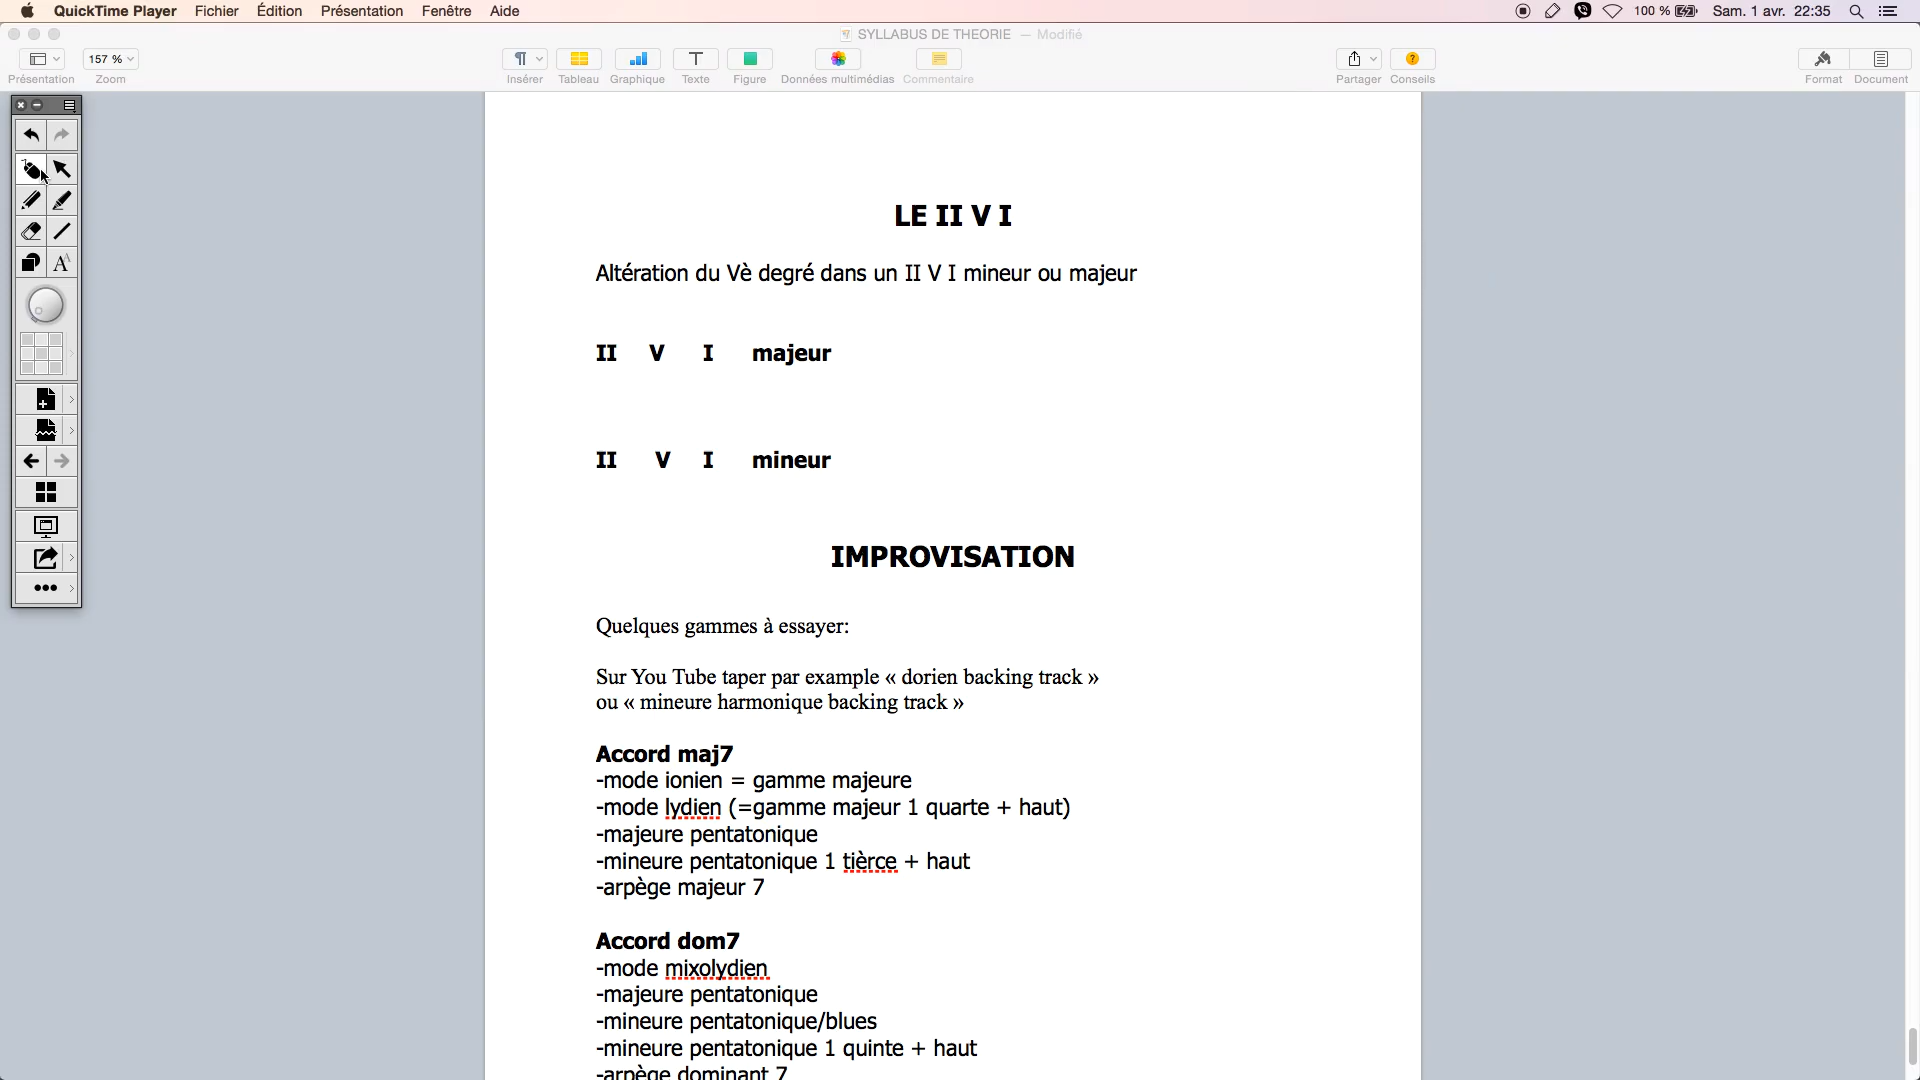 QuickTime Player Fichier Édition Présentation Fenêtre Aide 100 % Sam. 1 avr. 22:35
SYLLABUS DE THEORIE — Modifié
157 %
Présentation Zoom Insérer Tableau Graphique Texte Figure Données multimédias Commentaire Partager Conseils Format Document
LE II V I
Altération du Vè degré dans un II V I mineur ou majeur
II V I majeur
II V I mineur
IMPROVISATION
Quelques gammes à essayer:
Sur You Tube taper par example « dorien backing track »
ou « mineure harmonique backing track »
Accord maj7
-mode ionien = gamme majeure
-mode lydien (=gamme majeur 1 quarte + haut)
-majeure pentatonique
-mineure pentatonique 1 tièrce + haut
-arpège majeur 7
Accord dom7
-mode mixolydien
-majeure pentatonique
-mineure pentatonique/blues
-mineure pentatonique 1 quinte + haut
-arpège dominant 7